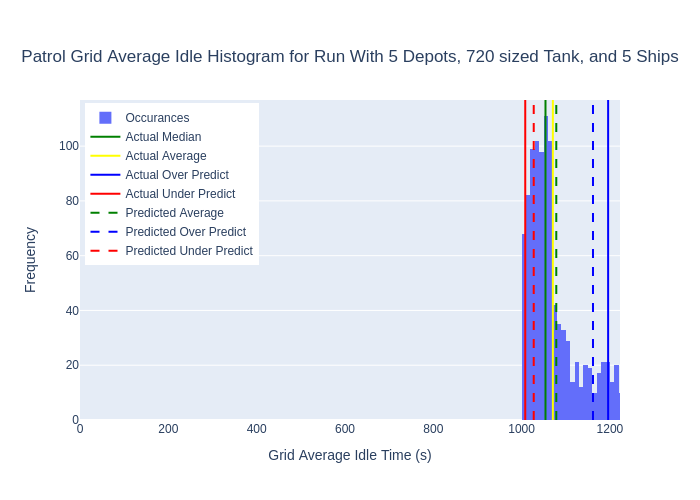 Patrol Grid Average Idle Histogram for Run With 5 Depots, 720 sized Tank, and 5 Ships
Occurances
Actual Median
Actual Average
Actual Over Predict
Actual Under Predict
Predicted Average
Predicted Over Predict
Predicted Under Predict
Frequency
100
80
60
40
20
0
0 200 400 600 800 1000 1200
Grid Average Idle Time (s)